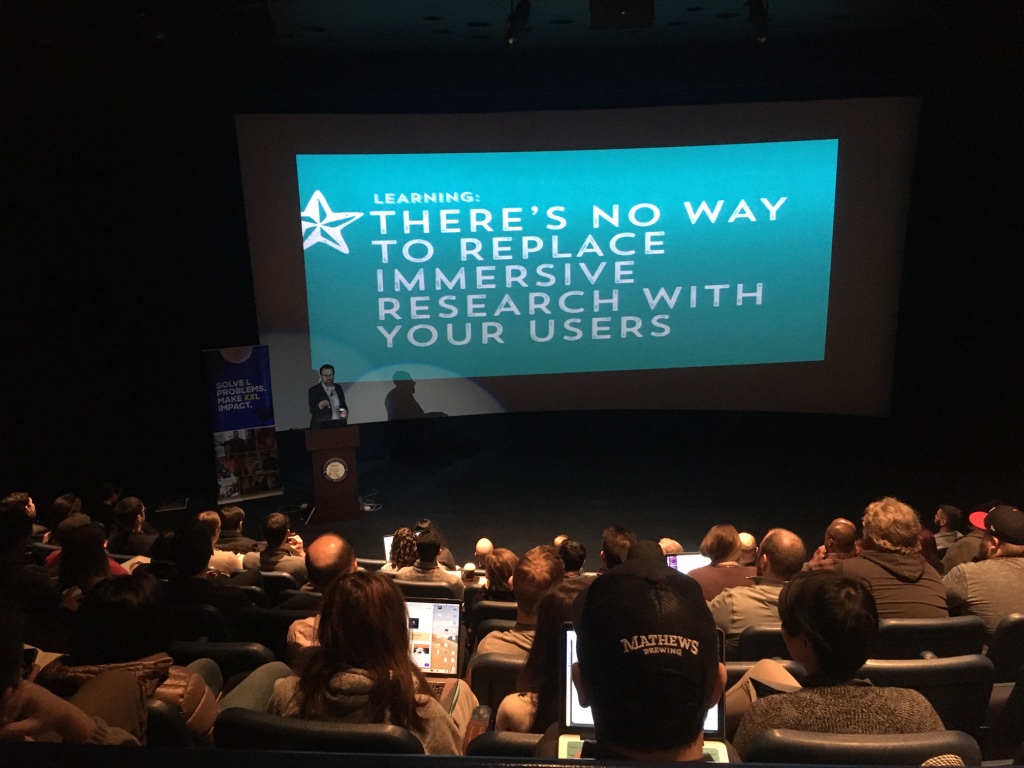 LEARNING:
THERE'S NO WAY
TO REPLACE
IMMERSIVE
RESEARCH WITH
YOUR USERS
SOLVE L
PROBLEMS.
MAKE XXL
IMPACT.
MATHEWS
BREWING